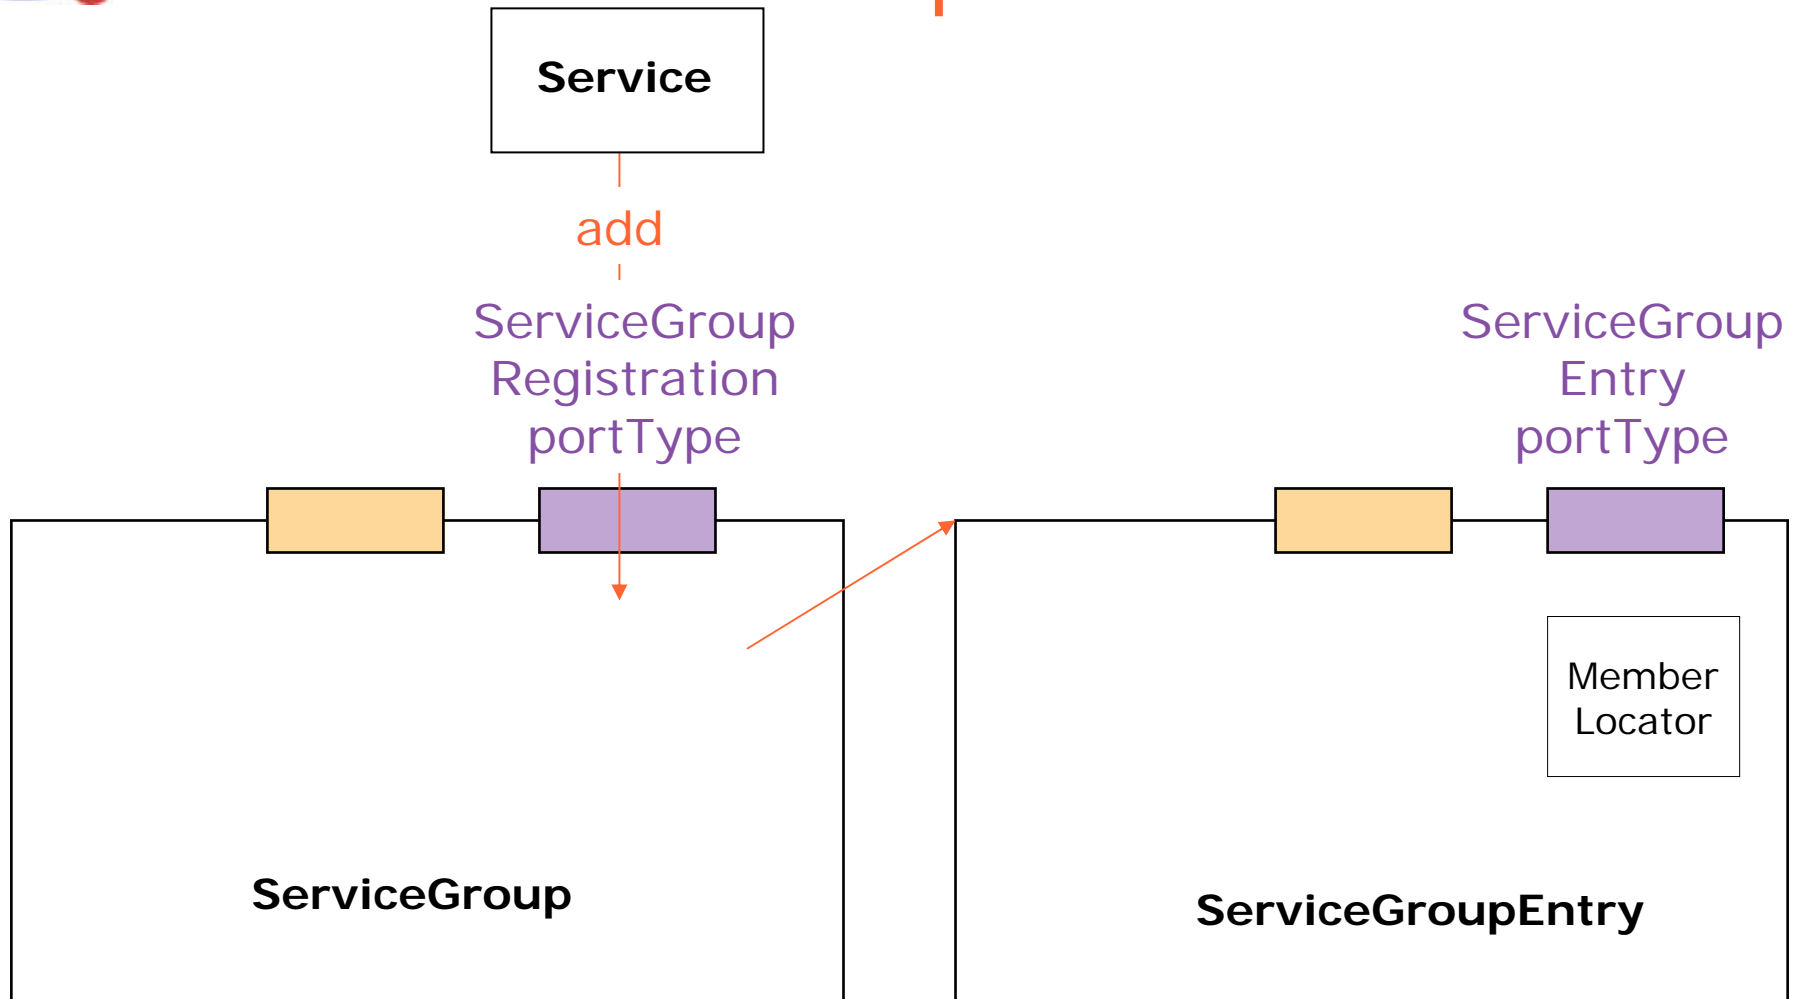 Service
add
ServiceGroup
Registration
portType
ServiceGroup
Entry
portType
Member
Locator
ServiceGroup
ServiceGroupEntry